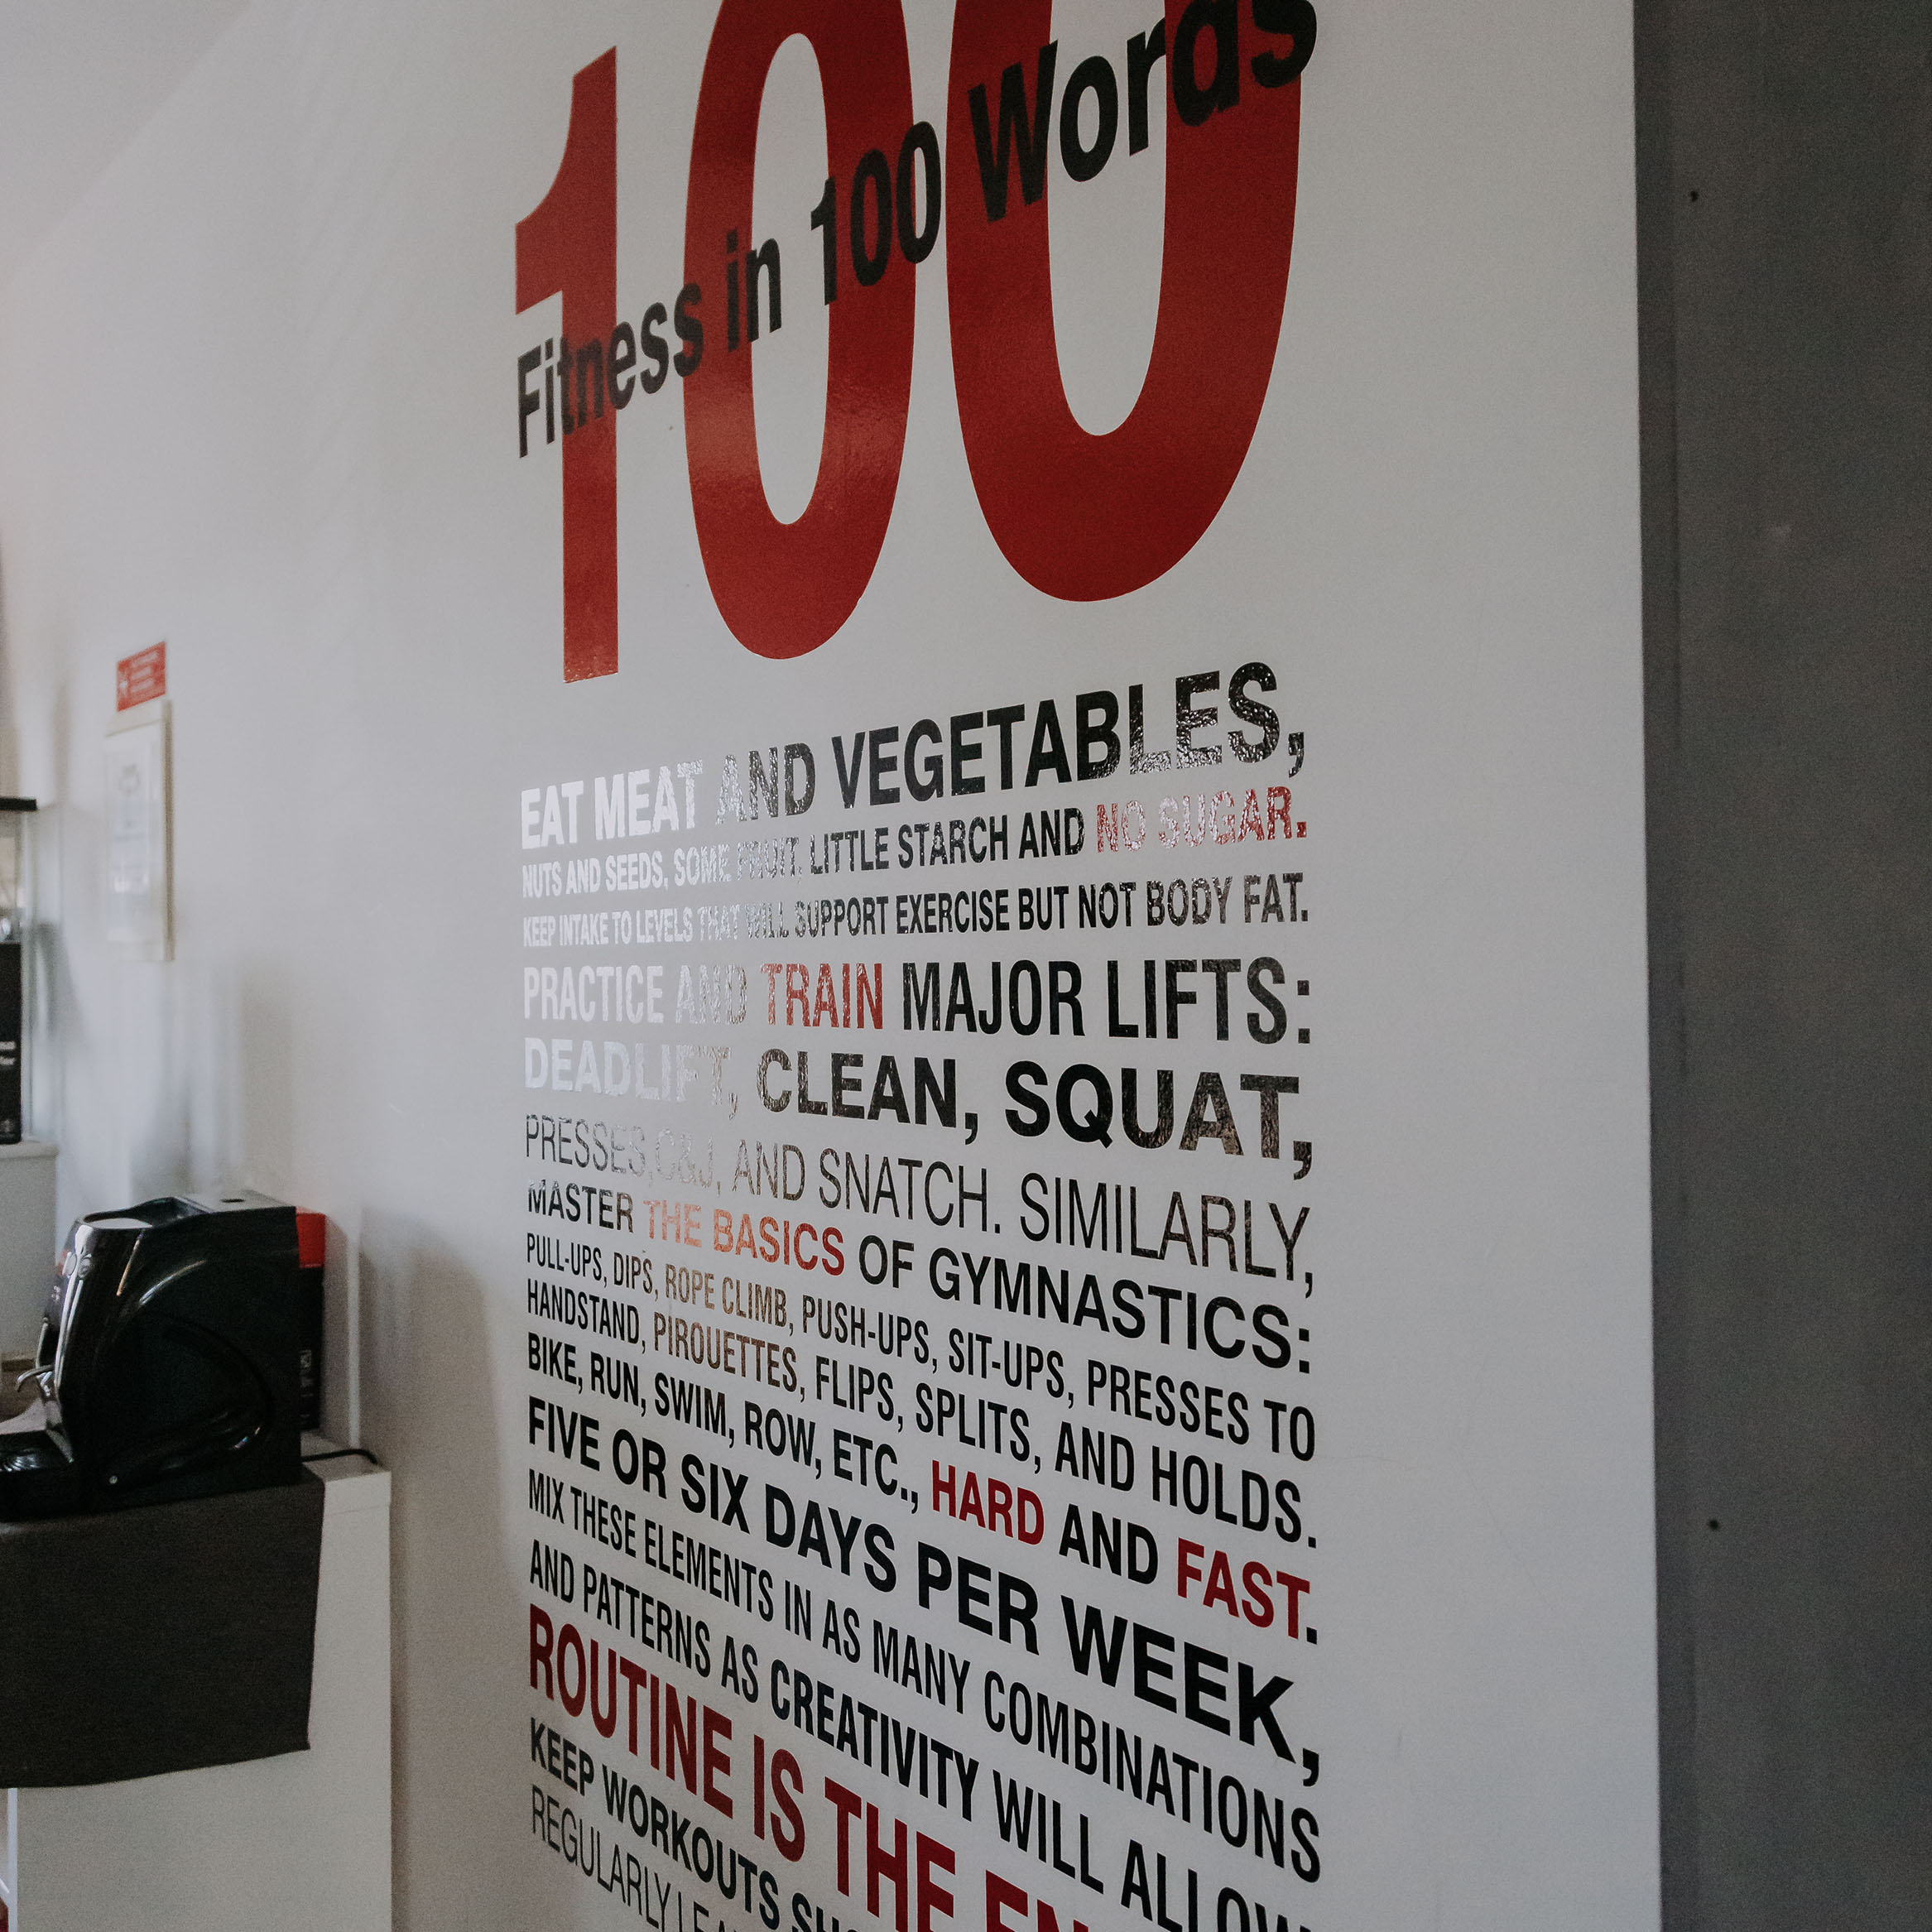 100
Fitness in 100 Words
EAT MEAT AND VEGETABLES,
NUTS AND SEEDS, SOME FRUIT, LITTLE STARCH AND NO SUGAR.
KEEP INTAKE TO LEVELS THAT WILL SUPPORT EXERCISE BUT NOT BODY FAT.
PRACTICE AND TRAIN MAJOR LIFTS:
DEADLIFT, CLEAN, SQUAT,
PRESSES,C&J, AND SNATCH. SIMILARLY,
MASTER THE BASICS OF GYMNASTICS:
PULL-UPS, DIPS, ROPE CLIMB, PUSH-UPS, SIT-UPS, PRESSES TO
HANDSTAND, PIROUETTES, FLIPS, SPLITS, AND HOLDS.
BIKE, RUN, SWIM, ROW, ETC., HARD AND FAST.
FIVE OR SIX DAYS PER WEEK,
MIX THESE ELEMENTS IN AS MANY COMBINATIONS
AND PATTERNS AS CREATIVITY WILL ALLOW
ROUTINE IS THE
KEEP WORKOUTS
REGULARLY